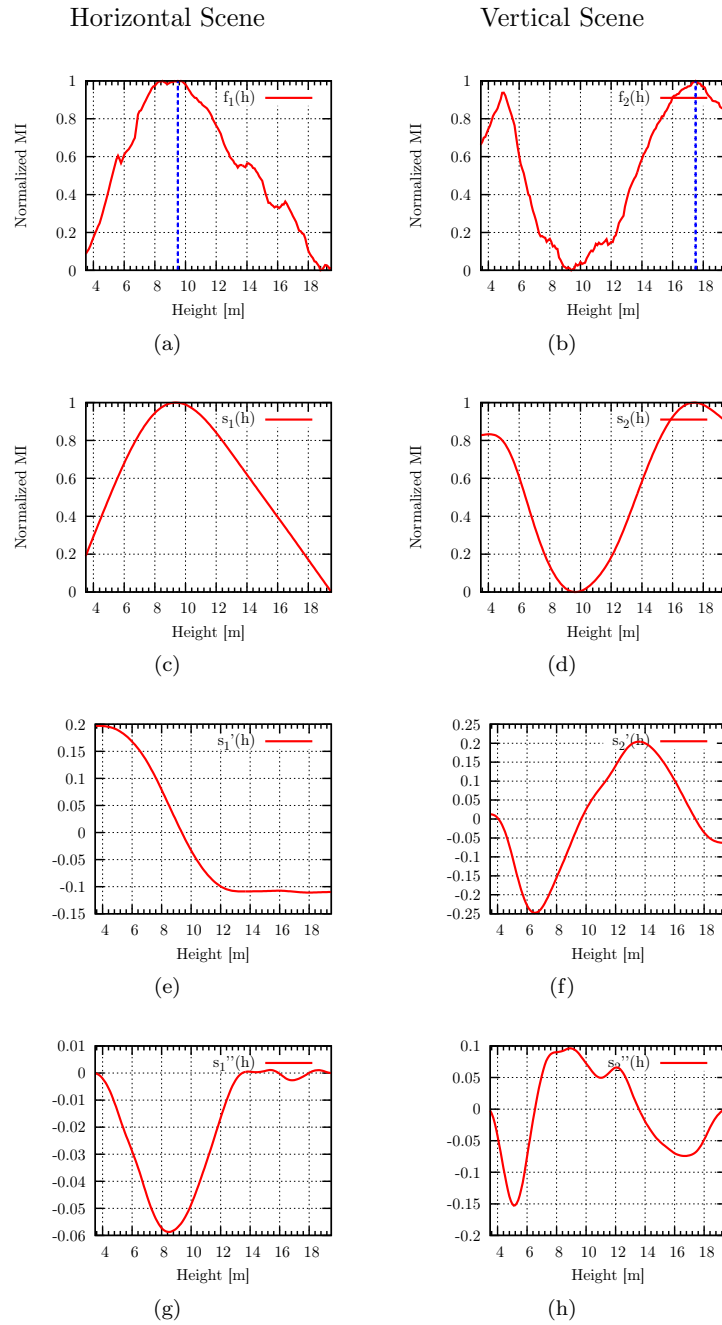 Horizontal Scene
Vertical Scene
1
0.8
0.6
0.4
0.2
0
4 6 8 10 12 14 16 18
Normalized MI
Height [m]
f1(h)
(a)
1
0.8
0.6
0.4
0.2
0
4 6 8 10 12 14 16 18
Normalized MI
Height [m]
f2(h)
(b)
1
0.8
0.6
0.4
0.2
0
4 6 8 10 12 14 16 18
Normalized MI
Height [m]
s1(h)
(c)
1
0.8
0.6
0.4
0.2
0
4 6 8 10 12 14 16 18
Normalized MI
Height [m]
s2(h)
(d)
0.2
0.15
0.1
0.05
0
-0.05
-0.1
-0.15
4 6 8 10 12 14 16 18
Height [m]
s1'(h)
(e)
0.25
0.2
0.15
0.1
0.05
0
-0.05
-0.1
-0.15
-0.2
-0.25
4 6 8 10 12 14 16 18
Height [m]
s2'(h)
(f)
0.01
0
-0.01
-0.02
-0.03
-0.04
-0.05
-0.06
4 6 8 10 12 14 16 18
Height [m]
s1''(h)
(g)
0.1
0.05
0
-0.05
-0.1
-0.15
-0.2
4 6 8 10 12 14 16 18
Height [m]
s2''(h)
(h)